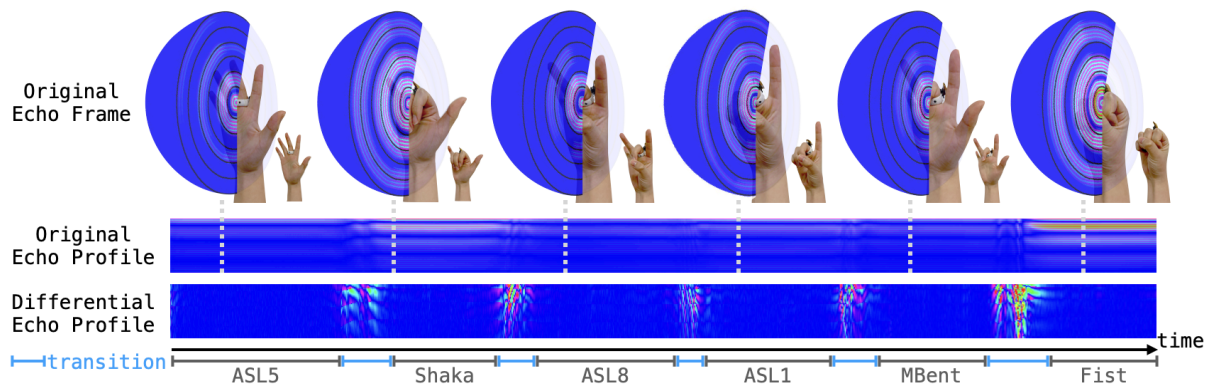 Original
Echo Frame
Original
Echo Profile
Differential
Echo Profile
time
transition
ASL5
Shaka
ASL8
ASL1
MBent
Fist